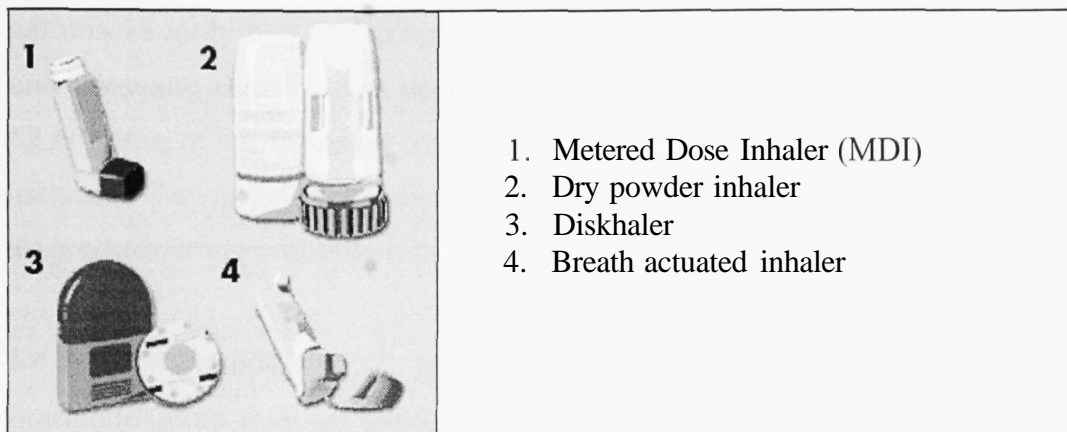 1
2
3
4
1. Metered Dose Inhaler (MDI)
2. Dry powder inhaler
3. Diskhaler
4. Breath actuated inhaler